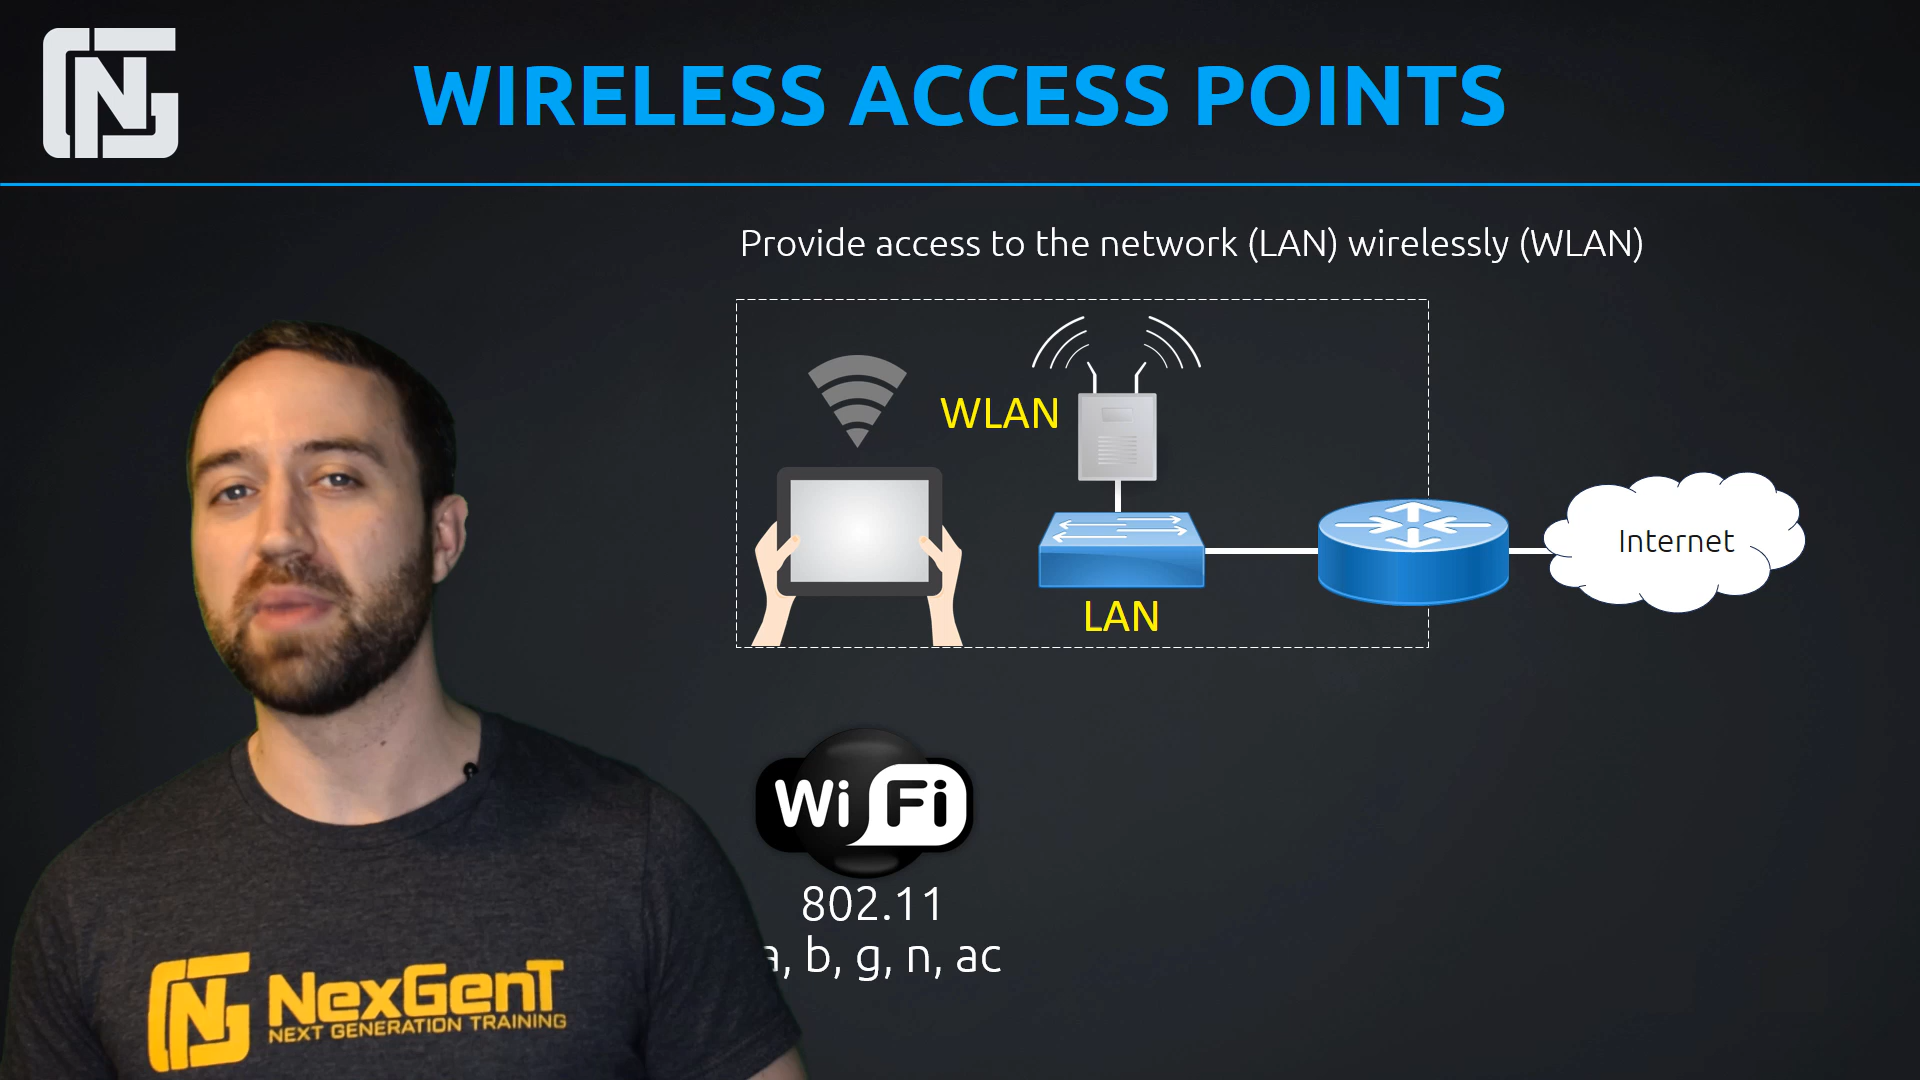 WIRELESS ACCESS POINTS
Provide access to the network (LAN) wirelessly (WLAN)
WLAN
Internet
LAN
Wi Fi
802.11
a, b, g, n, ac
NexGenT
NEXT GENERATION TRAINING